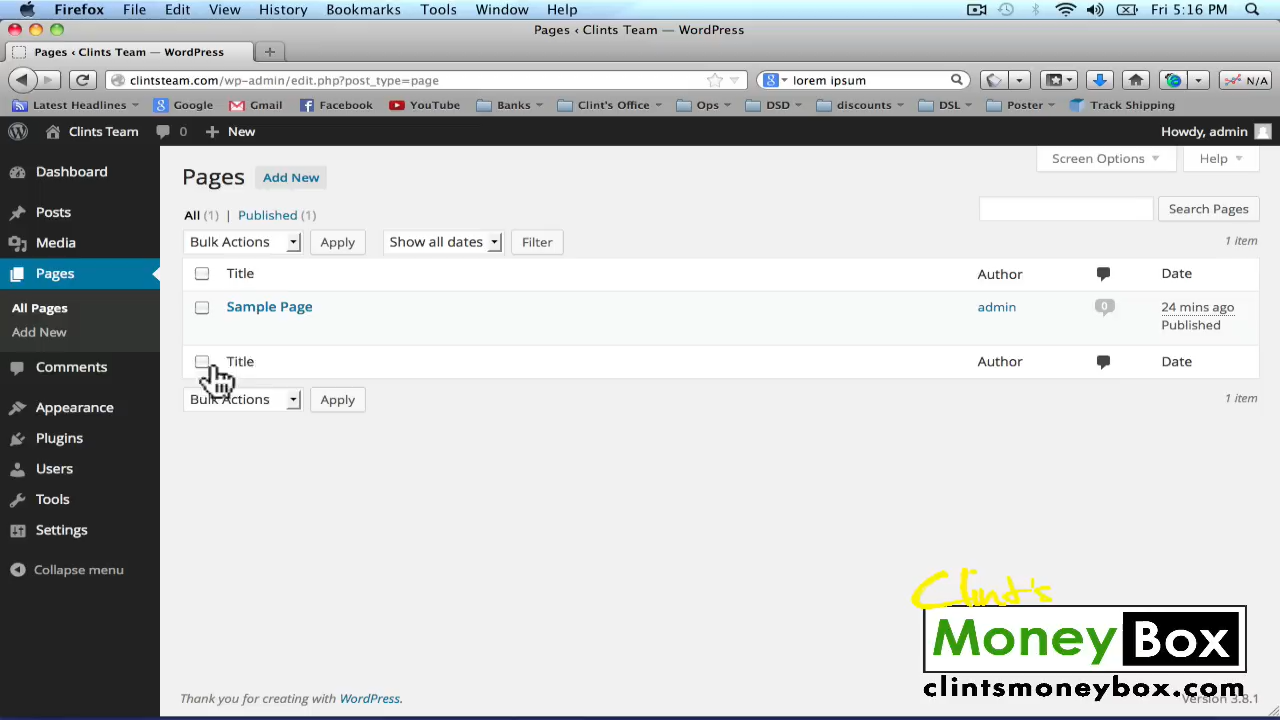 Firefox File Edit View History Bookmarks Tools Window Help Fri 5:16 PM
Pages ‹ Clints Team — WordPress
Pages ‹ Clints Team — WordPress
clintsteam.com/wp-admin/edit.php?post_type=page lorem ipsum N/A
Latest Headlines Google Gmail Facebook YouTube Banks Clint's Office Ops DSD discounts DSL Poster Track Shipping
Clints Team 0 New Howdy, admin
Screen Options Help
Dashboard
Posts
Media
Pages
All Pages
Add New
Comments
Appearance
Plugins
Users
Tools
Settings
Collapse menu
Pages Add New
All (1) | Published (1)
Search Pages
Bulk Actions Apply Show all dates Filter 1 item
Title Author Date
Sample Page admin 0 24 mins ago
Published
Title Author Date
Bulk Actions Apply 1 item
Clint's
MoneyBox
clintsmoneybox.com
Thank you for creating with WordPress. Version 3.8.1